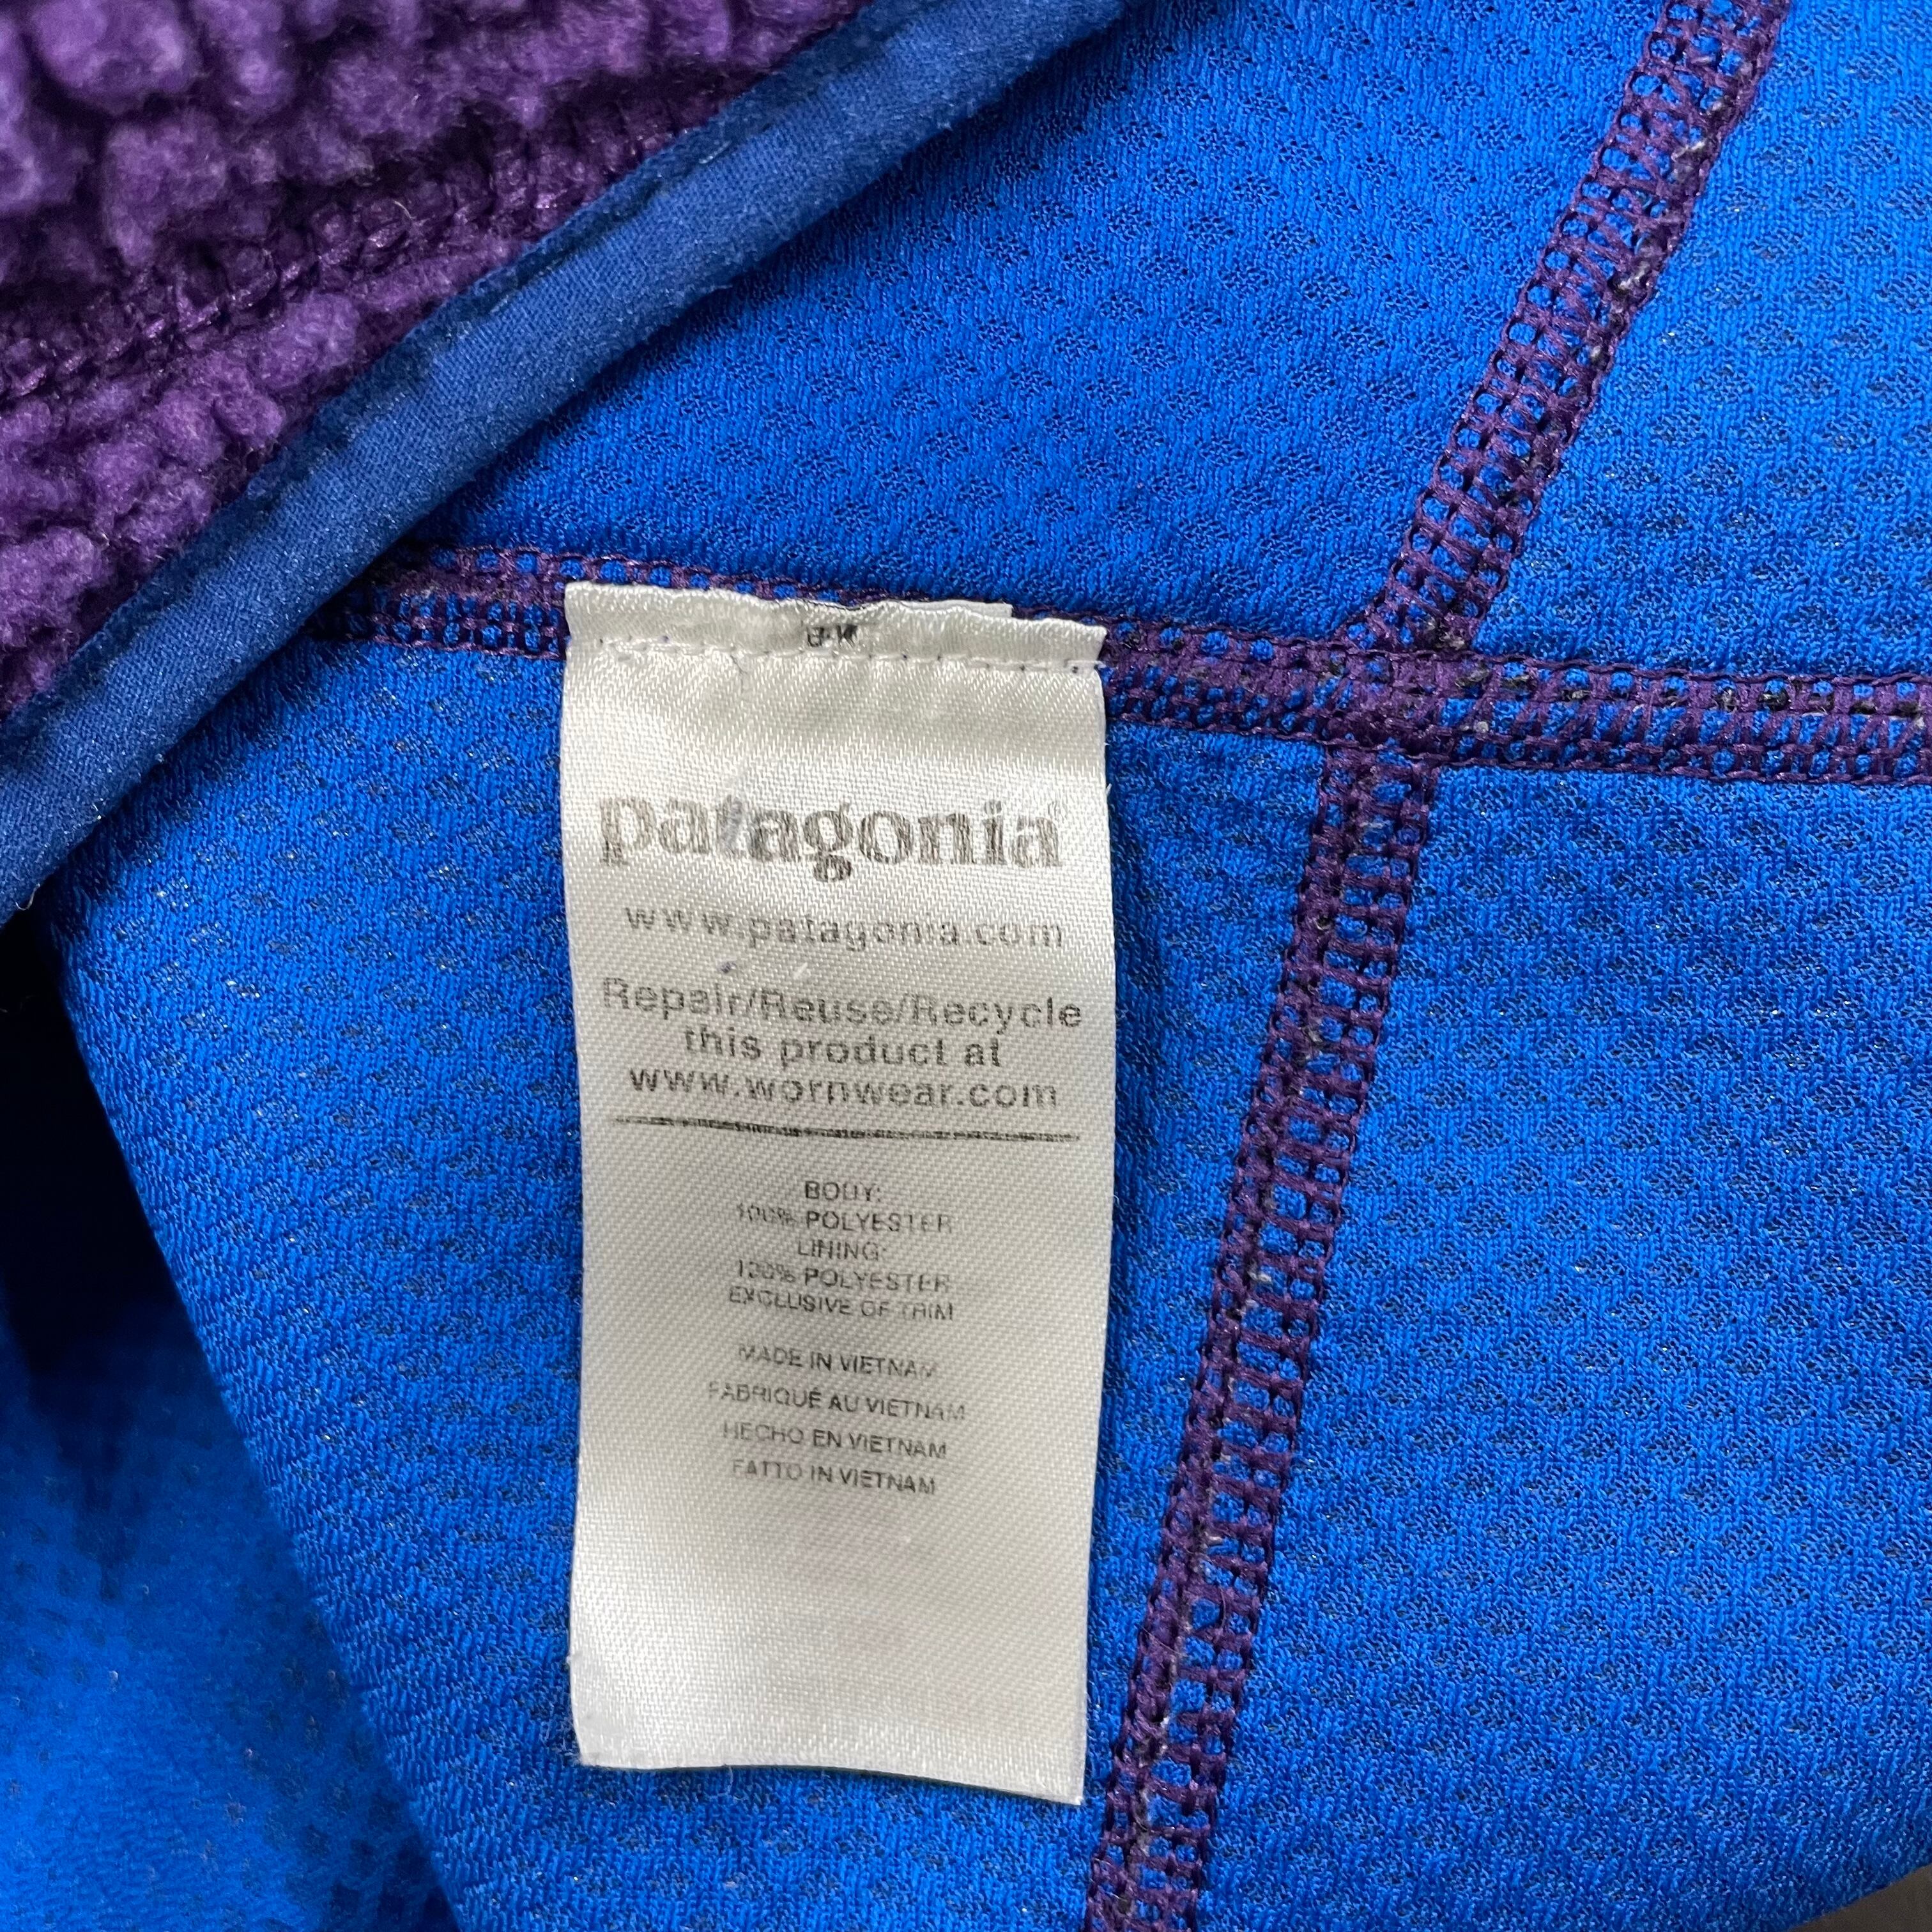 patagonia®
www.patagonia.com
Repair/Reuse/Recycle
this product at
www.wornwear.com
BODY:
100% POLYESTER
LINING:
100% POLYESTER
EXCLUSIVE OF TRIM
MADE IN VIETNAM
FABRIQUÉ AU VIETNAM
HECHO EN VIETNAM
FATTO IN VIETNAM